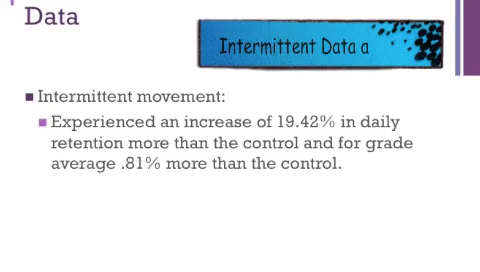 Data
Intermittent Data a
Intermittent movement:
Experienced an increase of 19.42% in daily
retention more than the control and for grade
average .81% more than the control.